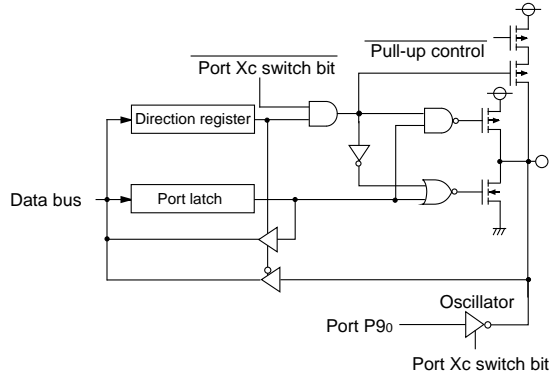 Pull-up control
Port Xc switch bit
Direction register
Port latch
Data bus
Oscillator
Port P90
Port Xc switch bit